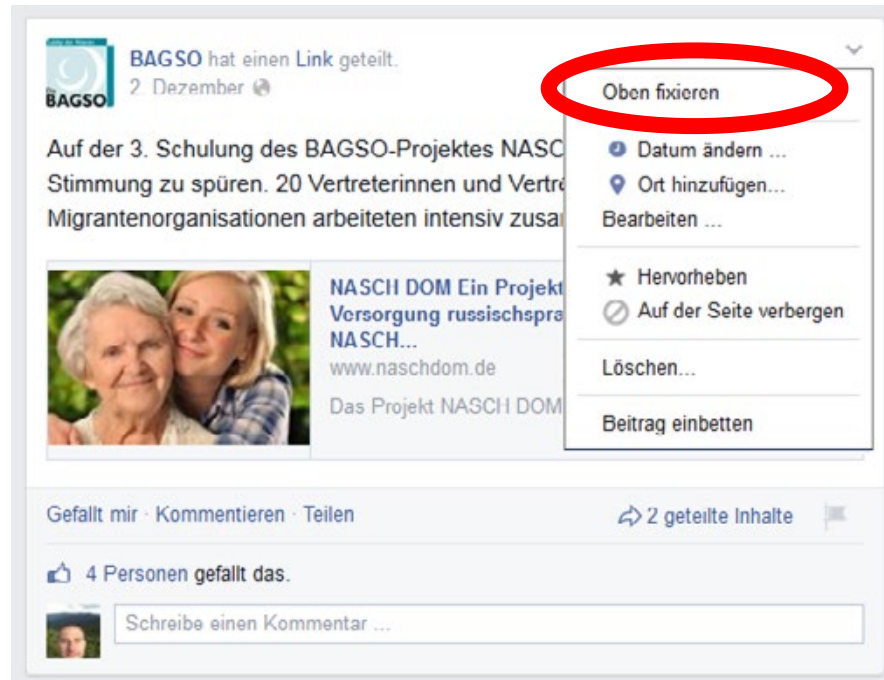 BAGSO hat einen Link geteilt.
2. Dezember
BAGSO
Auf der 3. Schulung des BAGSO-Projektes NASC
Stimmung zu spüren. 20 Vertreterinnen und Vertre
Migrantenorganisationen arbeiteten intensiv zusa
Oben fixieren
Datum ändern ...
Ort hinzufügen...
Bearbeiten ...
Hervorheben
Auf der Seite verbergen
Löschen...
Beitrag einbetten
NASCH DOM Ein Projekt
Versorgung russischspra
NASCH...
www.naschdom.de
Das Projekt NASCH DOM
Gefällt mir · Kommentieren · Teilen
2 geteilte Inhalte
4 Personen gefällt das.
Schreibe einen Kommentar ...